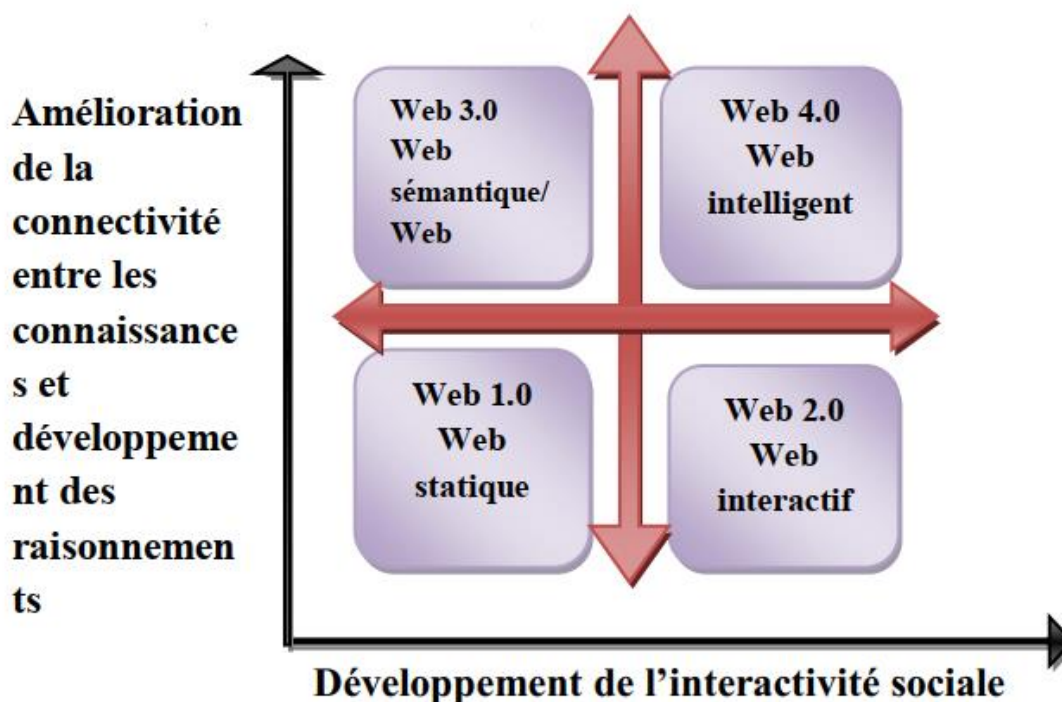 Amélioration
de la
connectivité
entre les
connaissance
s et
développeme
nt des
raisonnemen
ts
Web 3.0
Web
sémantique/
Web
Web 4.0
Web
intelligent
Web 1.0
Web
statique
Web 2.0
Web
interactif
Développement de l’interactivité sociale